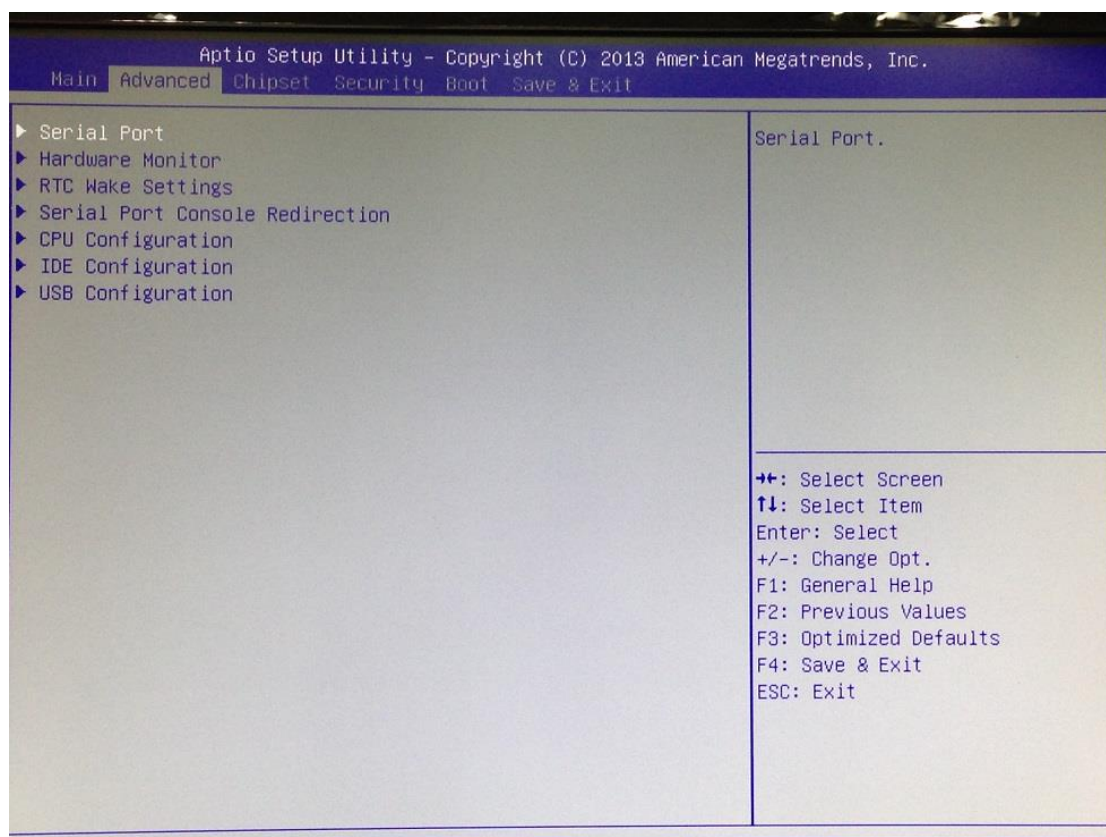 Aptio Setup Utility - Copyright (C) 2013 American Megatrends, Inc.
Main Advanced Chipset Security Boot Save & Exit
Serial Port
Hardware Monitor
RTC Wake Settings
Serial Port Console Redirection
CPU Configuration
IDE Configuration
USB Configuration
Serial Port.
→←: Select Screen
↑↓: Select Item
Enter: Select
+/-: Change Opt.
F1: General Help
F2: Previous Values
F3: Optimized Defaults
F4: Save & Exit
ESC: Exit